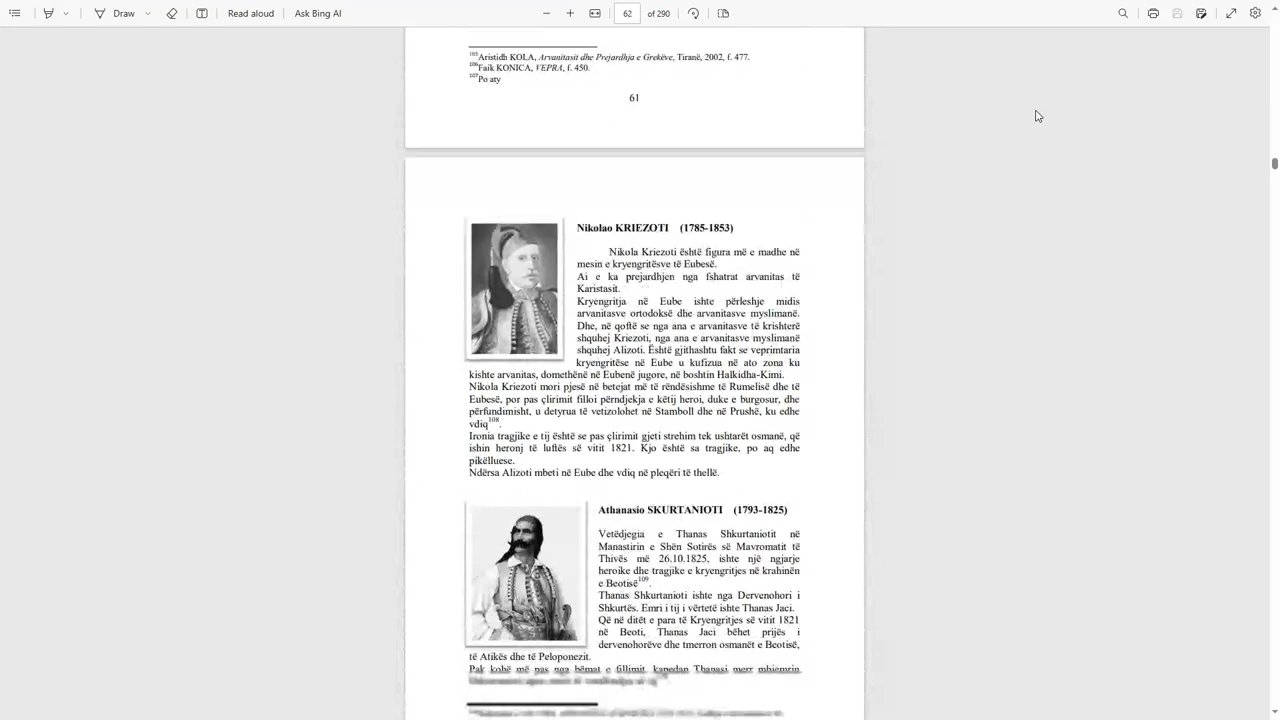 Draw
Read aloud
Ask Bing AI
62
of 290
105Aristidh KOLA, Arvanitasit dhe Prejardhja e Grekëve, Tiranë, 2002, f. 477.
106Faik KONICA, VEPRA, f. 450.
107Po aty
61
Nikolao KRIEZOTI (1785-1853)
Nikola Kriezoti është figura më e madhe në
mesin e kryengritësve të Eubesë.
Ai e ka prejardhjen nga fshatrat arvanitas të
Karistasit.
Kryengritja në Eube ishte përleshje midis
arvanitasve ortodoksë dhe arvanitasve myslimanë.
Dhe, në qoftë se nga ana e arvanitasve të krishterë
shquhej Kriezoti, nga ana e arvanitasve myslimanë
shquhej Alizoti. Është gjithashtu fakt se veprimtaria
kryengritëse në Eube u kufizua në ato zona ku
kishte arvanitas, domethënë në Eubenë jugore, në boshtin Halkidha-Kimi.
Nikola Kriezoti mori pjesë në betejat më të rëndësishme të Rumelisë dhe të
Eubesë, por pas çlirimit filloi përndjekja e këtij heroi, duke e burgosur, dhe
përfundimisht, u detyrua të vetizolohet në Stamboll dhe në Prushë, ku edhe
vdiq108.
Ironia tragjike e tij është se pas çlirimit gjeti strehim tek ushtarët osmanë, që
ishin heronj të luftës së vitit 1821. Kjo është sa tragjike, po aq edhe
pikëlluese.
Ndërsa Alizoti mbeti në Eube dhe vdiq në pleqëri të thellë.
Athanasio SKURTANIOTI (1793-1825)
Vetëdjegia e Thanas Shkurtaniotit në
Manastirin e Shën Sotirës së Mavromatit të
Thivës më 26.10.1825, ishte një ngjarje
heroike dhe tragjike e kryengritjes në krahinën
e Beotisë109.
Thanas Shkurtanioti ishte nga Dervenohori i
Shkurtës. Emri i tij i vërtetë ishte Thanas Jaci.
Që në ditët e para të Kryengritjes së vitit 1821
në Beoti, Thanas Jaci bëhet prijës i
dervenohorëve dhe tmerron osmanët e Beotisë,
të Atikës dhe të Peloponezit.
Pak kohë më pas nga bëmat e fillimit, kapedan Thanasi merr mbiemrin